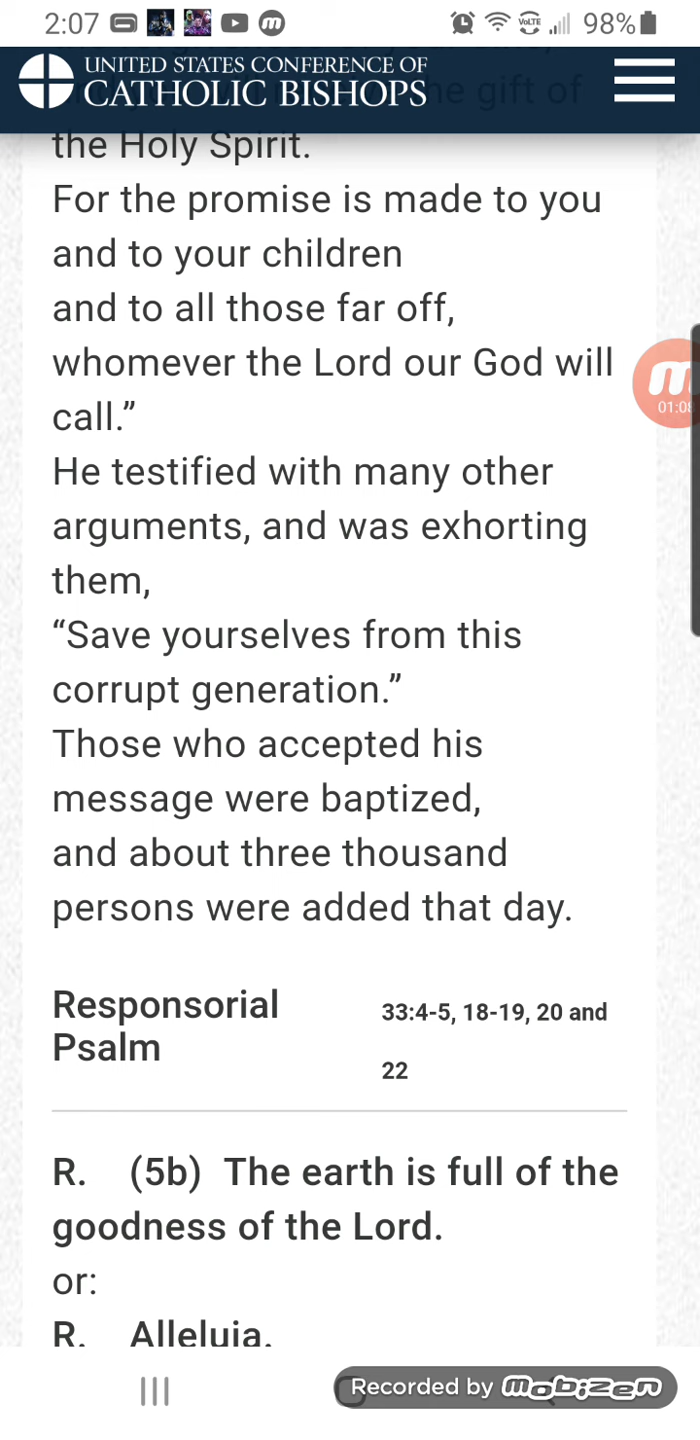 2:07 98%
UNITED STATES CONFERENCE OF
CATHOLIC BISHOPS
the gift of
the Holy Spirit.
For the promise is made to you
and to your children
and to all those far off,
whomever the Lord our God will
call.”
He testified with many other
arguments, and was exhorting
them,
“Save yourselves from this
corrupt generation.”
Those who accepted his
message were baptized,
and about three thousand
persons were added that day.
Responsorial
Psalm
33:4-5, 18-19, 20 and
22
R. (5b) The earth is full of the
goodness of the Lord.
or:
R. Alleluia.
Recorded by mobizen